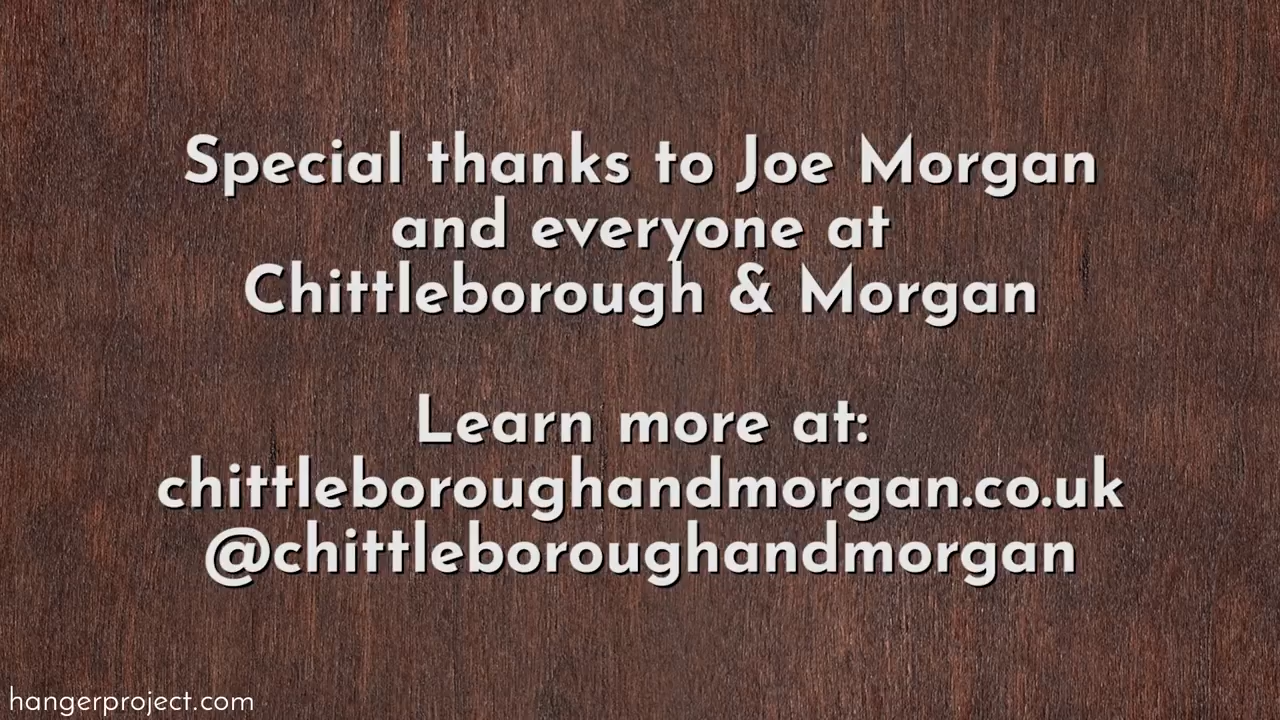 Special thanks to Joe Morgan
and everyone at
Chittleborough & Morgan
Learn more at:
chittleboroughandmorgan.co.uk
@chittleboroughandmorgan
hangerproject.com